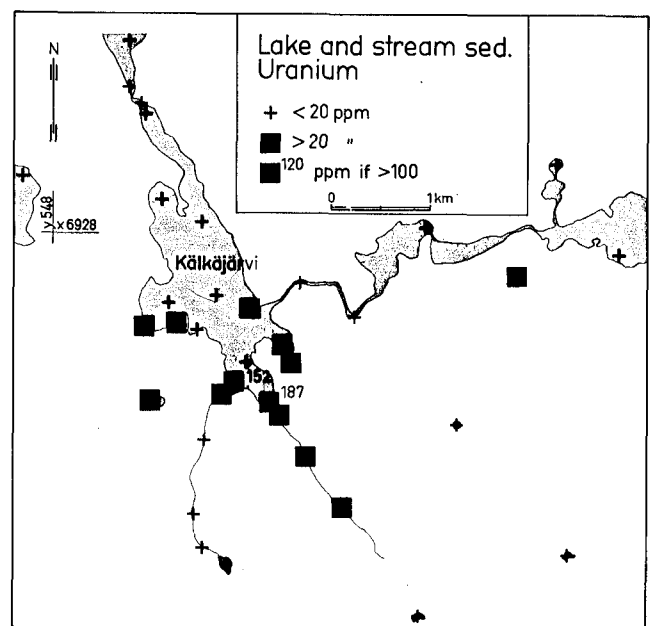 Lake and stream sed.
Uranium
+ < 20 ppm
> 20 "
120 ppm if >100
0 1km
N
y 548
x 6928
Kälkäjärvi
152
187